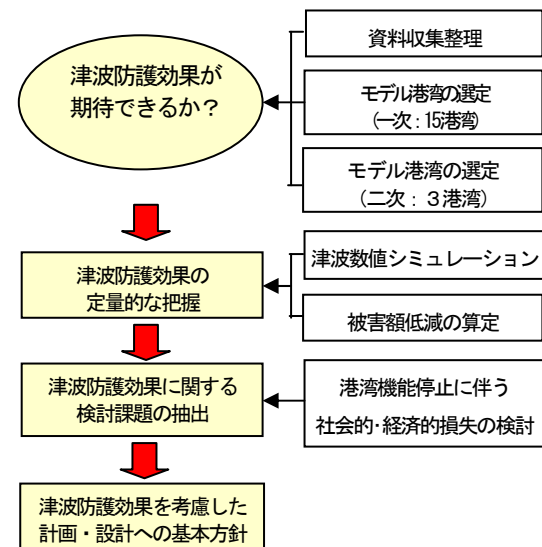 津波防護効果が
期待できるか？
資料収集整理
モデル港湾の選定
(一次：15港湾)
モデル港湾の選定
(二次：３港湾)
津波防護効果の
定量的な把握
津波数値シミュレーション
被害額低減の算定
津波防護効果に関する
検討課題の抽出
港湾機能停止に伴う
社会的･経済的損失の検討
津波防護効果を考慮した
計画・設計への基本方針